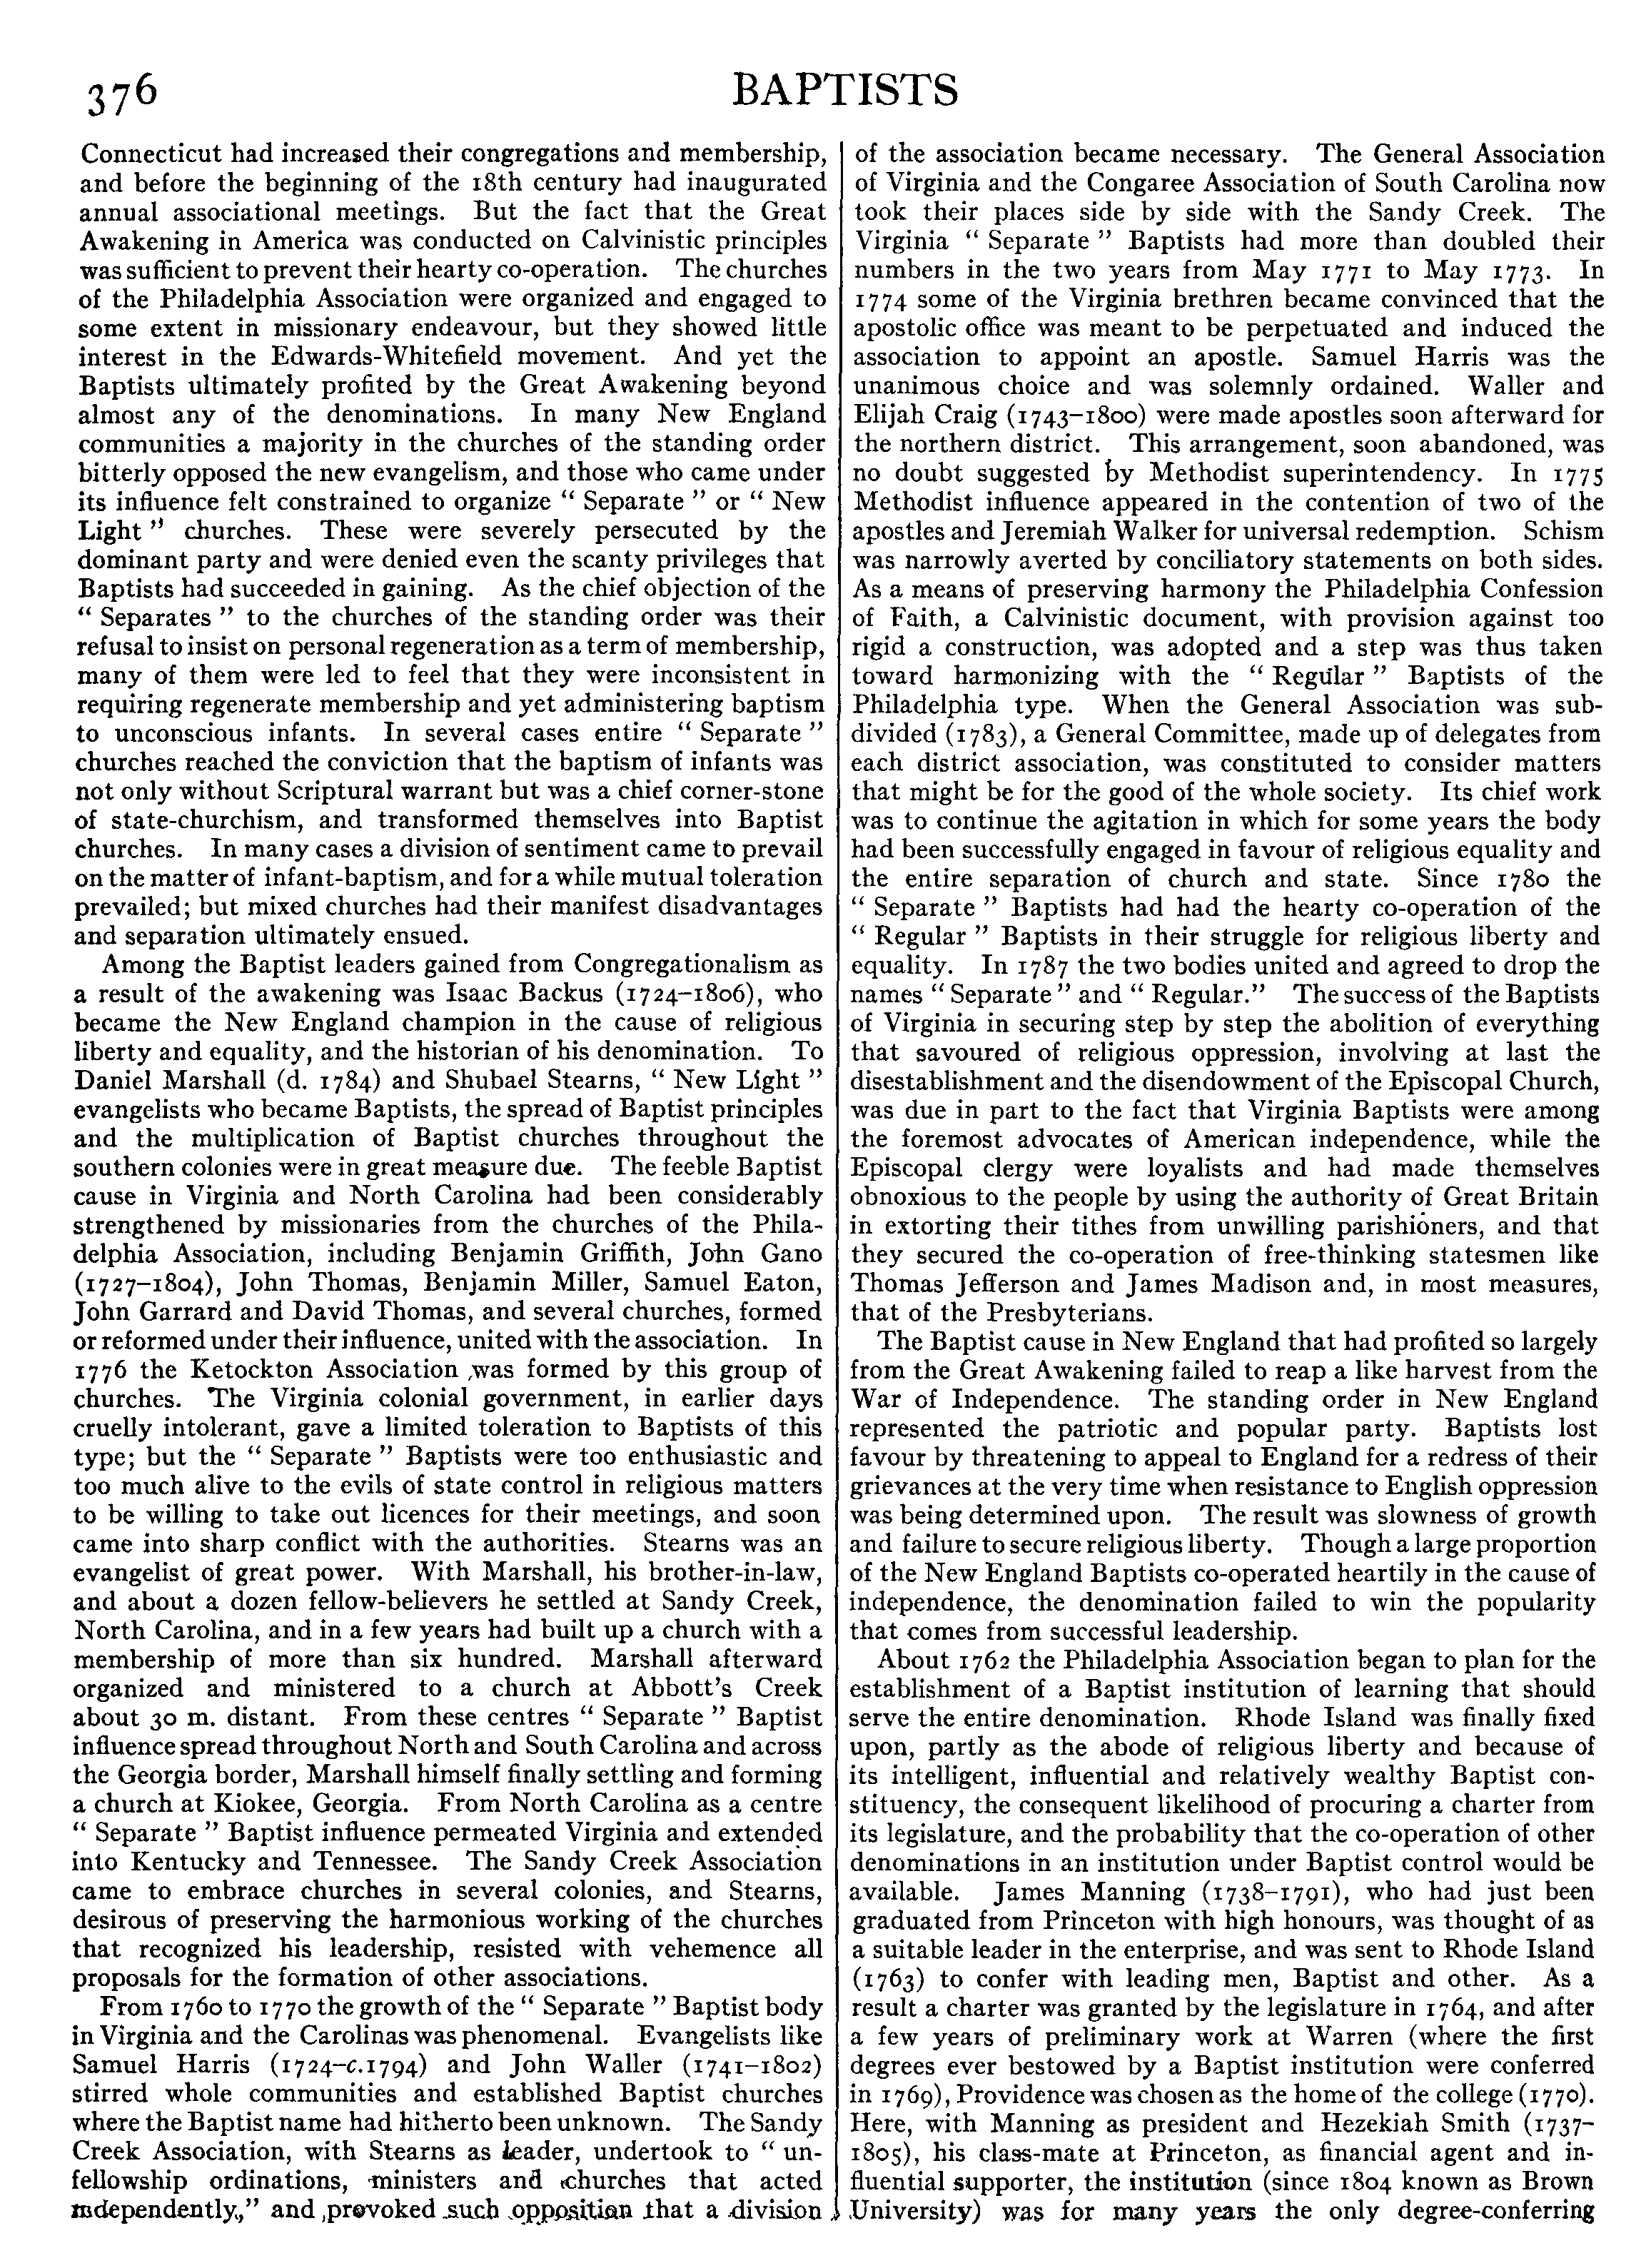 376
BAPTISTS
Connecticut had increased their congregations and membership,
and before the beginning of the 18th century had inaugurated
annual associational meetings. But the fact that the Great
Awakening in America was conducted on Calvinistic principles
was sufficient to prevent their hearty co-operation. The churches
of the Philadelphia Association were organized and engaged to
some extent in missionary endeavour, but they showed little
interest in the Edwards-Whitefield movement. And yet the
Baptists ultimately profited by the Great Awakening beyond
almost any of the denominations. In many New England
communities a majority in the churches of the standing order
bitterly opposed the new evangelism, and those who came under
its influence felt constrained to organize “ Separate ” or “ New
Light ” churches. These were severely persecuted by the
dominant party and were denied even the scanty privileges that
Baptists had succeeded in gaining. As the chief objection of the
“ Separates ” to the churches of the standing order was their
refusal to insist on personal regeneration as a term of membership,
many of them were led to feel that they were inconsistent in
requiring regenerate membership and yet administering baptism
to unconscious infants. In several cases entire “ Separate ”
churches reached the conviction that the baptism of infants was
not only without Scriptural warrant but was a chief corner-stone
of state-churchism, and transformed themselves into Baptist
churches. In many cases a division of sentiment came to prevail
on the matter of infant-baptism, and for a while mutual toleration
prevailed; but mixed churches had their manifest disadvantages
and separation ultimately ensued.
Among the Baptist leaders gained from Congregationalism as
a result of the awakening was Isaac Backus (1724–1806), who
became the New England champion in the cause of religious
liberty and equality, and the historian of his denomination. To
Daniel Marshall (d. 1784) and Shubael Stearns, “ New Light ”
evangelists who became Baptists, the spread of Baptist principles
and the multiplication of Baptist churches throughout the
southern colonies were in great measure due. The feeble Baptist
cause in Virginia and North Carolina had been considerably
strengthened by missionaries from the churches of the Phila-
delphia Association, including Benjamin Griffith, John Gano
(1727–1804), John Thomas, Benjamin Miller, Samuel Eaton,
John Garrard and David Thomas, and several churches, formed
or reformed under their influence, united with the association. In
1776 the Ketockton Association was formed by this group of
churches. The Virginia colonial government, in earlier days
cruelly intolerant, gave a limited toleration to Baptists of this
type; but the “ Separate ” Baptists were too enthusiastic and
too much alive to the evils of state control in religious matters
to be willing to take out licences for their meetings, and soon
came into sharp conflict with the authorities. Stearns was an
evangelist of great power. With Marshall, his brother-in-law,
and about a dozen fellow-believers he settled at Sandy Creek,
North Carolina, and in a few years had built up a church with a
membership of more than six hundred. Marshall afterward
organized and ministered to a church at Abbott’s Creek
about 30 m. distant. From these centres “ Separate ” Baptist
influence spread throughout North and South Carolina and across
the Georgia border, Marshall himself finally settling and forming
a church at Kiokee, Georgia. From North Carolina as a centre
“ Separate ” Baptist influence permeated Virginia and extended
into Kentucky and Tennessee. The Sandy Creek Association
came to embrace churches in several colonies, and Stearns,
desirous of preserving the harmonious working of the churches
that recognized his leadership, resisted with vehemence all
proposals for the formation of other associations.
From 1760 to 1770 the growth of the “ Separate ” Baptist body
in Virginia and the Carolinas was phenomenal. Evangelists like
Samuel Harris (1724–c.1794) and John Waller (1741–1802)
stirred whole communities and established Baptist churches
where the Baptist name had hitherto been unknown. The Sandy
Creek Association, with Stearns as leader, undertook to “ un-
fellowship ordinations, ministers and churches that acted
independently,” and provoked such opposition that a division
of the association became necessary. The General Association
of Virginia and the Congaree Association of South Carolina now
took their places side by side with the Sandy Creek. The
Virginia “ Separate ” Baptists had more than doubled their
numbers in the two years from May 1771 to May 1773. In
1774 some of the Virginia brethren became convinced that the
apostolic office was meant to be perpetuated and induced the
association to appoint an apostle. Samuel Harris was the
unanimous choice and was solemnly ordained. Waller and
Elijah Craig (1743–1800) were made apostles soon afterward for
the northern district. This arrangement, soon abandoned, was
no doubt suggested by Methodist superintendency. In 1775
Methodist influence appeared in the contention of two of the
apostles and Jeremiah Walker for universal redemption. Schism
was narrowly averted by conciliatory statements on both sides.
As a means of preserving harmony the Philadelphia Confession
of Faith, a Calvinistic document, with provision against too
rigid a construction, was adopted and a step was thus taken
toward harmonizing with the “ Regular ” Baptists of the
Philadelphia type. When the General Association was sub-
divided (1783), a General Committee, made up of delegates from
each district association, was constituted to consider matters
that might be for the good of the whole society. Its chief work
was to continue the agitation in which for some years the body
had been successfully engaged in favour of religious equality and
the entire separation of church and state. Since 1780 the
“ Separate ” Baptists had had the hearty co-operation of the
“ Regular ” Baptists in their struggle for religious liberty and
equality. In 1787 the two bodies united and agreed to drop the
names “ Separate ” and “ Regular.” The success of the Baptists
of Virginia in securing step by step the abolition of everything
that savoured of religious oppression, involving at last the
disestablishment and the disendowment of the Episcopal Church,
was due in part to the fact that Virginia Baptists were among
the foremost advocates of American independence, while the
Episcopal clergy were loyalists and had made themselves
obnoxious to the people by using the authority of Great Britain
in extorting their tithes from unwilling parishioners, and that
they secured the co-operation of free-thinking statesmen like
Thomas Jefferson and James Madison and, in most measures,
that of the Presbyterians.
The Baptist cause in New England that had profited so largely
from the Great Awakening failed to reap a like harvest from the
War of Independence. The standing order in New England
represented the patriotic and popular party. Baptists lost
favour by threatening to appeal to England for a redress of their
grievances at the very time when resistance to English oppression
was being determined upon. The result was slowness of growth
and failure to secure religious liberty. Though a large proportion
of the New England Baptists co-operated heartily in the cause of
independence, the denomination failed to win the popularity
that comes from successful leadership.
About 1762 the Philadelphia Association began to plan for the
establishment of a Baptist institution of learning that should
serve the entire denomination. Rhode Island was finally fixed
upon, partly as the abode of religious liberty and because of
its intelligent, influential and relatively wealthy Baptist con-
stituency, the consequent likelihood of procuring a charter from
its legislature, and the probability that the co-operation of other
denominations in an institution under Baptist control would be
available. James Manning (1738–1791), who had just been
graduated from Princeton with high honours, was thought of as
a suitable leader in the enterprise, and was sent to Rhode Island
(1763) to confer with leading men, Baptist and other. As a
result a charter was granted by the legislature in 1764, and after
a few years of preliminary work at Warren (where the first
degrees ever bestowed by a Baptist institution were conferred
in 1769), Providence was chosen as the home of the college (1770).
Here, with Manning as president and Hezekiah Smith (1737–
1805), his class-mate at Princeton, as financial agent and in-
fluential supporter, the institution (since 1804 known as Brown
University) was for many years the only degree-conferring